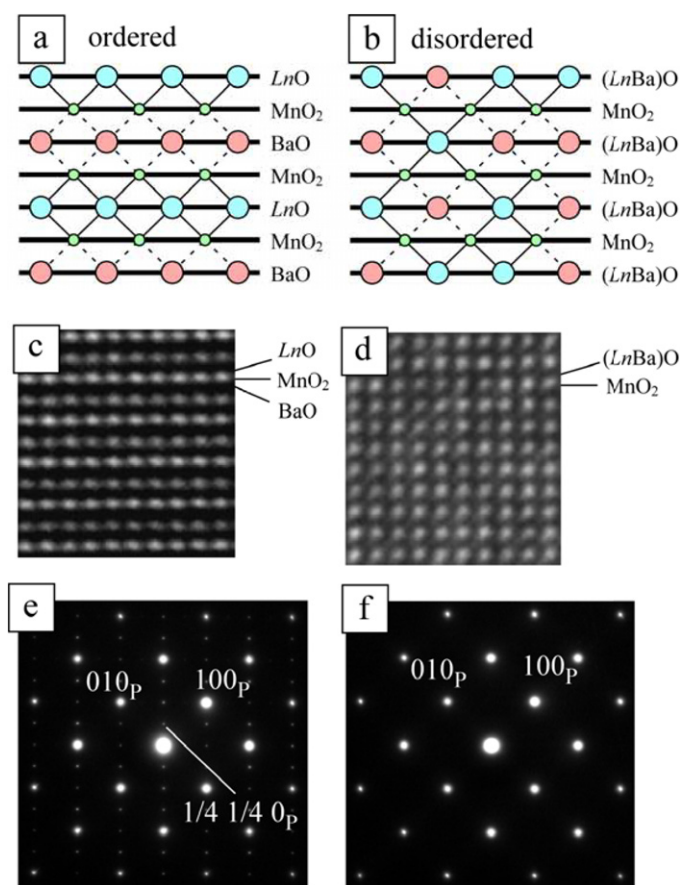 a ordered
LnO
MnO₂
BaO
MnO₂
LnO
MnO₂
BaO
b disordered
(LnBa)O
MnO₂
(LnBa)O
MnO₂
(LnBa)O
MnO₂
(LnBa)O
c
LnO
MnO₂
BaO
d
(LnBa)O
MnO₂
e
010P
100P
1/4 1/4 0P
f
010P
100P